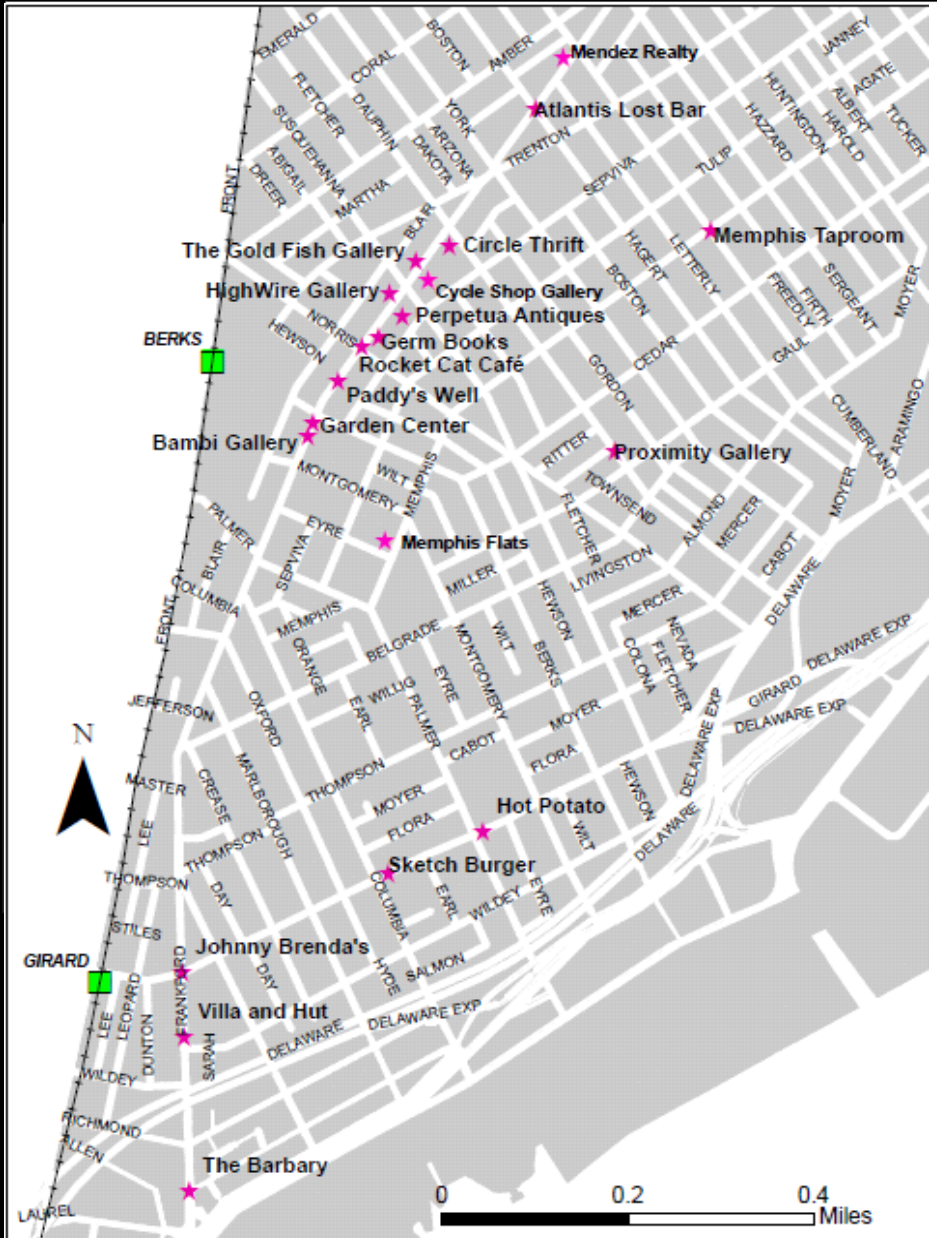 EMERALD
BOSTON
AMBER
Mendez Realty
JANNEY
CORAL
FLETCHER
DAUPHIN
YORK
ARIZONA
DAKOTA
Atlantis Lost Bar
HUNTINGDON
ALBERT
AGATE
HAROLD
TUCKER
HAZZARD
SUSQUEHANNA
ABIGAIL
DREER
MARTHA
TRENTON
SEPVIVA
TULIP
FRONT
BLAIR
Circle Thrift
The Gold Fish Gallery
Memphis Taproom
HAGERT
LETTERLY
BOSTON
Cycle Shop Gallery
HighWire Gallery
FREEDLY
FIRTH
SERGEANT
MOYER
Perpetua Antiques
BERKS
HEWSON
NORRIS
Germ Books
Rocket Cat Café
CEDAR
GAUL
GORDON
Paddy's Well
Garden Center
Bambi Gallery
CUMBERLAND
ARAMINGO
RITTER
Proximity Gallery
MONTGOMERY
WILT
MEMPHIS
TOWNSEND
FLETCHER
ALMOND
MERCER
MOYER
PALMER
EYRE
Memphis Flats
BLAIR
SEPVIVA
COLUMBIA
MILLER
LIVINGSTON
CABOT
DELAWARE
HEWSON
MERCER
FRONT
MEMPHIS
ORANGE
BELGRADE
MONTGOMERY
WILT
BERKS
COLONA
NEVADA
FLETCHER
DELAWARE EXP
GIRARD
DELAWARE EXP
JEFFERSON
OXFORD
EARL
WILLIG
PALMER
EYRE
MOYER
DELAWARE EXP
N
CABOT
FLORA
MASTER
CREASE
MARLBOROUGH
THOMPSON
MOYER
FLORA
HEWSON
DELAWARE
Hot Potato
LEE
THOMPSON
WILT
THOMPSON
DAY
Sketch Burger
COLUMBIA
EARL
WILDEY
EYRE
STILES
Johnny Brenda's
GIRARD
FRANKFORD
DAY
HYDE
SALMON
LEE
LEOPARD
DUNTON
Villa and Hut
SARAH
DELAWARE
DELAWARE EXP
WILDEY
RICHMOND
ALLEN
The Barbary
LAUREL
0 0.2 0.4
Miles